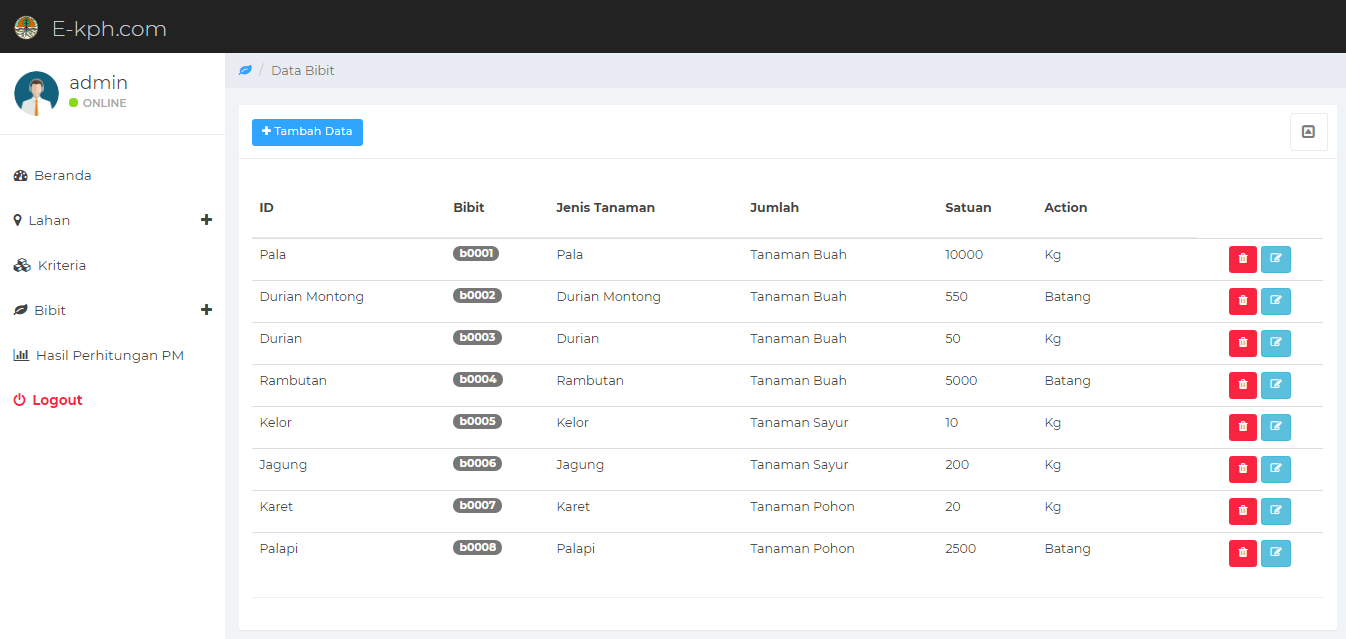 E-kph.com
admin
ONLINE
Beranda
Lahan
Kriteria
Bibit
Hasil Perhitungan PM
Logout
/ Data Bibit
Tambah Data
ID Bibit Jenis Tanaman Jumlah Satuan Action
Pala b0001 Pala Tanaman Buah 10000 Kg
Durian Montong b0002 Durian Montong Tanaman Buah 550 Batang
Durian b0003 Durian Tanaman Buah 50 Kg
Rambutan b0004 Rambutan Tanaman Buah 5000 Batang
Kelor b0005 Kelor Tanaman Sayur 10 Kg
Jagung b0006 Jagung Tanaman Sayur 200 Kg
Karet b0007 Karet Tanaman Pohon 20 Kg
Palapi b0008 Palapi Tanaman Pohon 2500 Batang